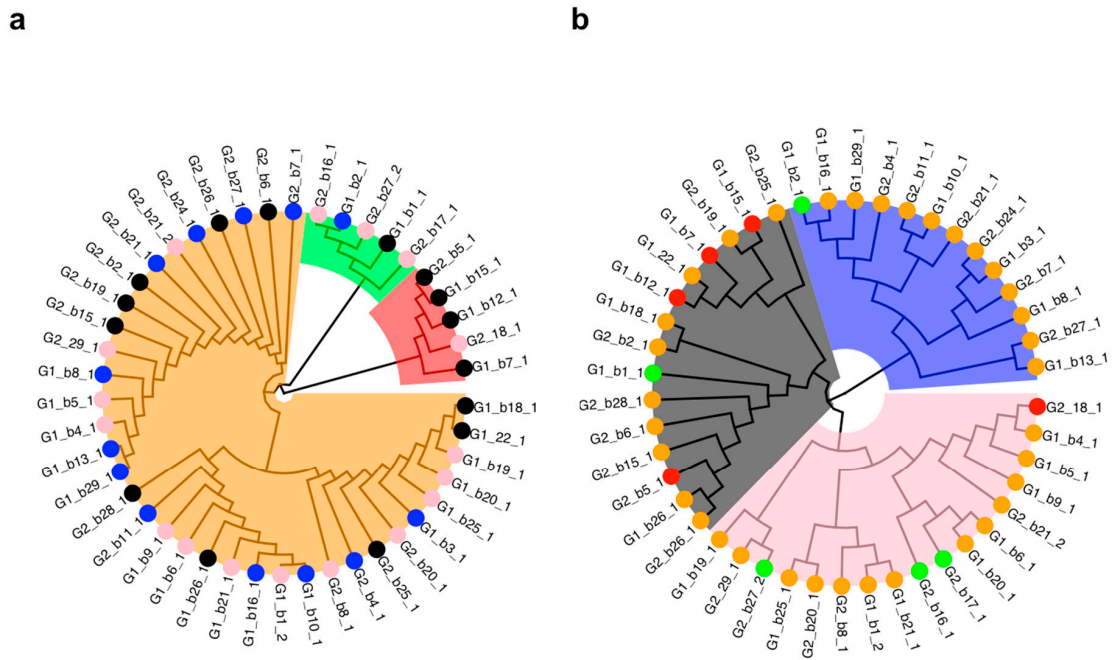 a
G2_b16_1
G1_b2_1
G2_b27_2
G1_b1_1
G2_b17_1
G2_b5_1
G1_b15_1
G1_b12_1
G2_18_1
G1_b7_1
G1_b18_1
G1_22_1
G1_b19_1
G1_b20_1
G1_b25_1
G1_b3_1
G2_b20_1
G2_b25_1
G2_b4_1
G2_b8_1
G1_b10_1
G1_b1_2
G1_b16_1
G1_b21_1
G1_b26_1
G1_b6_1
G1_b9_1
G2_b11_1
G2_b28_1
G1_b29_1
G1_b13_1
G1_b4_1
G1_b5_1
G1_b8_1
G2_29_1
G2_b15_1
G2_b19_1
G2_b2_1
G2_b21_1
G2_b21_2
G2_b24_1
G2_b26_1
G2_b27_1
G2_b6_1
G2_b7_1
b
G1_b2_1
G1_b16_1
G1_b29_1
G2_b4_1
G2_b11_1
G1_b10_1
G2_b21_1
G2_b24_1
G1_b3_1
G2_b7_1
G1_b8_1
G2_b27_1
G1_b13_1
G2_18_1
G1_b4_1
G1_b5_1
G1_b9_1
G2_b21_2
G1_b6_1
G1_b20_1
G2_b17_1
G2_b16_1
G1_b21_1
G1_b1_2
G2_b8_1
G2_b20_1
G1_b25_1
G2_b27_2
G2_29_1
G1_b19_1
G2_b26_1
G1_b26_1
G2_b5_1
G2_b15_1
G2_b6_1
G2_b28_1
G1_b1_1
G2_b2_1
G1_b18_1
G1_b12_1
G1_22_1
G1_b7_1
G2_b19_1
G1_b15_1
G2_b25_1